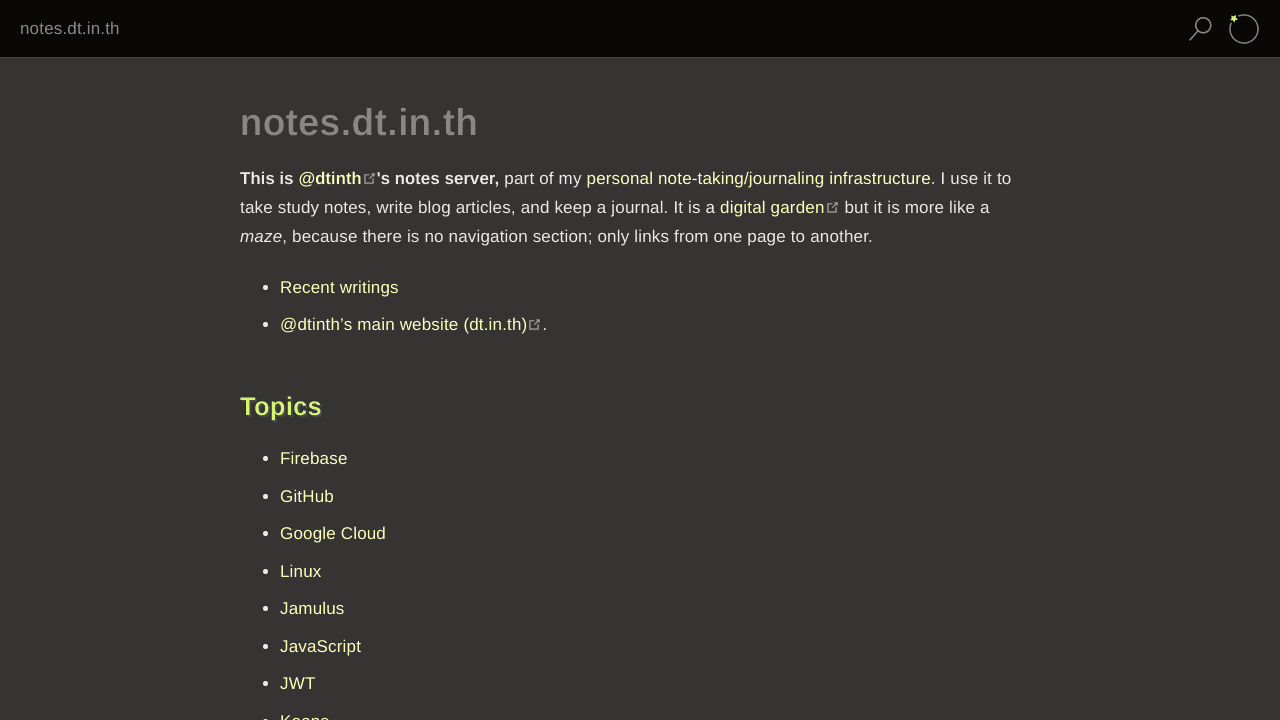 notes.dt.in.th
notes.dt.in.th
This is @dtinth's notes server, part of my personal note-taking/journaling infrastructure. I use it to
take study notes, write blog articles, and keep a journal. It is a digital garden but it is more like a
maze, because there is no navigation section; only links from one page to another.
Recent writings
@dtinth’s main website (dt.in.th).
Topics
Firebase
GitHub
Google Cloud
Linux
Jamulus
JavaScript
JWT